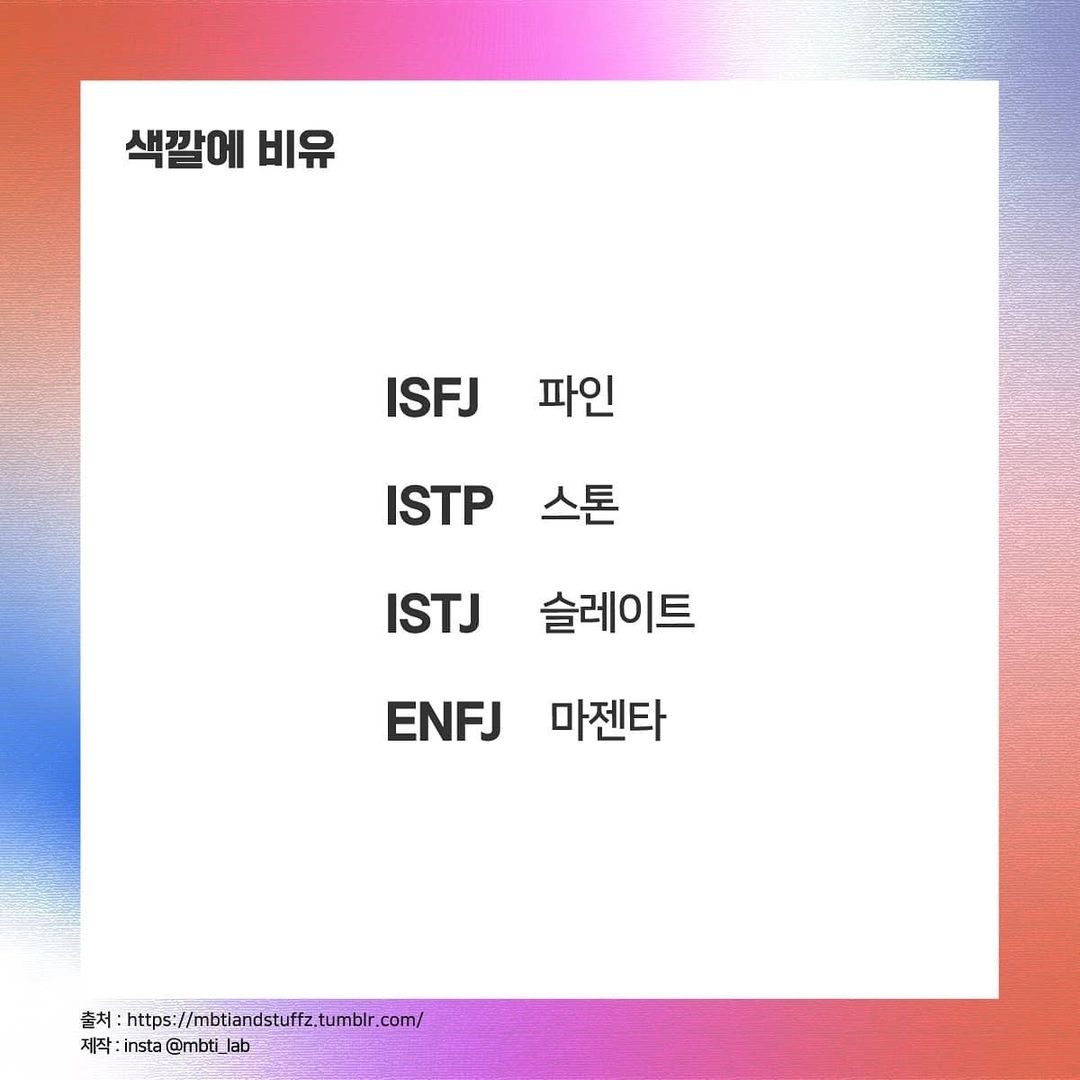 색깔에 비유
ISFJ 파인
ISTP 스톤
ISTJ 슬레이트
ENFJ 마젠타
출처 : https://mbtiandstuffz.tumblr.com/
제작 : insta @mbti_lab